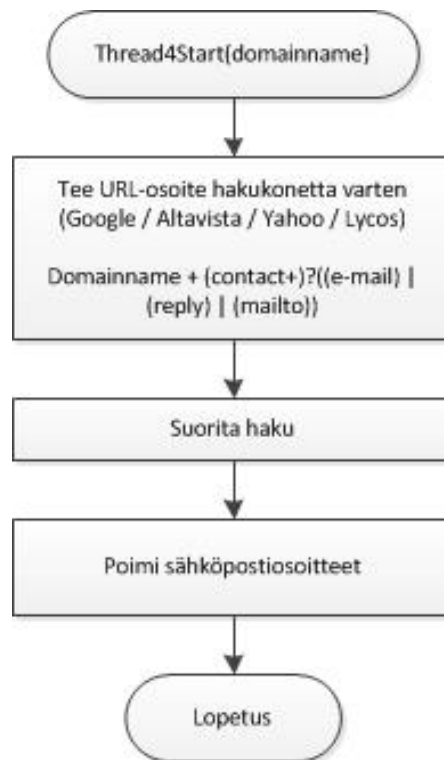 Thread4Start(domainname)
Tee URL-osoite hakukonetta varten
(Google / Altavista / Yahoo / Lycos)
Domainname + (contact+)?((e-mail) |
(reply) | (mailto))
Suorita haku
Poimi sähköpostiosoitteet
Lopetus